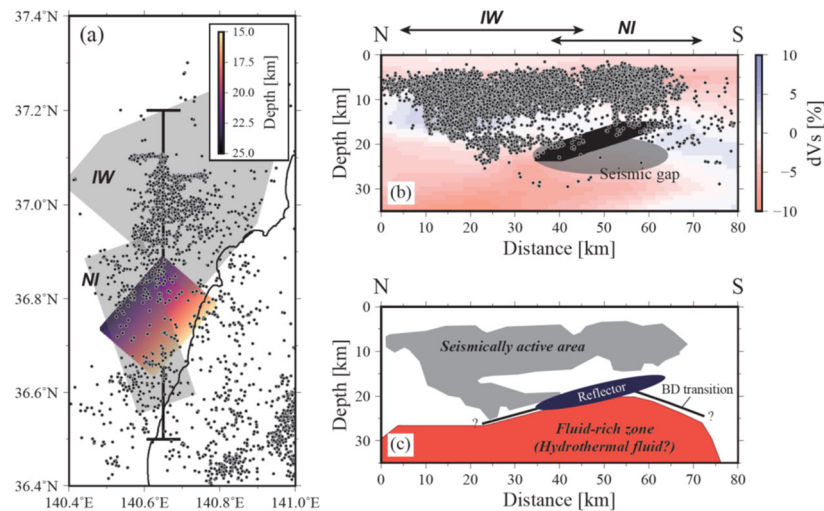 (a)
37.4˚N
37.2˚N
37.0˚N
36.8˚N
36.6˚N
36.4˚N
140.4˚E
140.6˚E
140.8˚E
141.0˚E
IW
NI
Depth [km]
15.0
17.5
20.0
22.5
25.0
IW
NI
N
S
(b)
Depth [km]
0
10
20
30
Seismic gap
0
10
20
30
40
50
60
70
80
Distance [km]
10
5
0
−5
−10
dVs [%]
N
S
(c)
Depth [km]
0
10
20
30
Seismically active area
Reflector
BD transition
?
?
Fluid-rich zone
(Hydrothermal fluid?)
0
10
20
30
40
50
60
70
80
Distance [km]